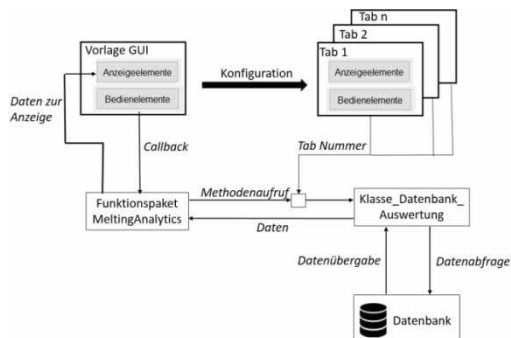 Tab n
Tab 2
Tab 1
Vorlage GUI
Anzeigeelemente
Bedienelemente
Konfiguration
Anzeigeelemente
Bedienelemente
Daten zur
Anzeige
Callback
Tab Nummer
Methodenaufruf
Funktionspaket
MeltingAnalytics
Klasse_Datenbank_
Auswertung
Daten
Datenübergabe
Datenabfrage
Datenbank